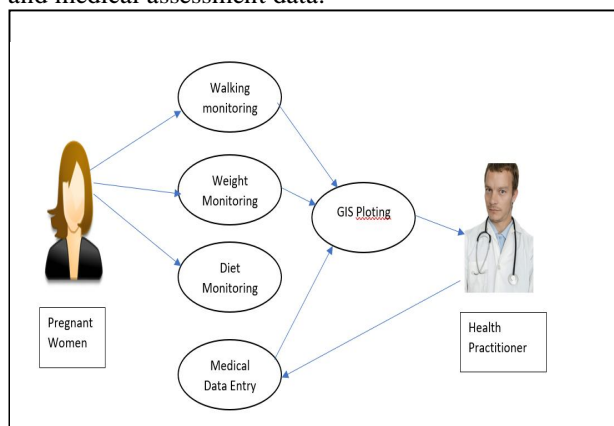 and medical assessment data.
Walking
monitoring
Weight
Monitoring
GIS Ploting
Diet
Monitoring
Pregnant
Women
Health
Practitioner
Medical
Data Entry